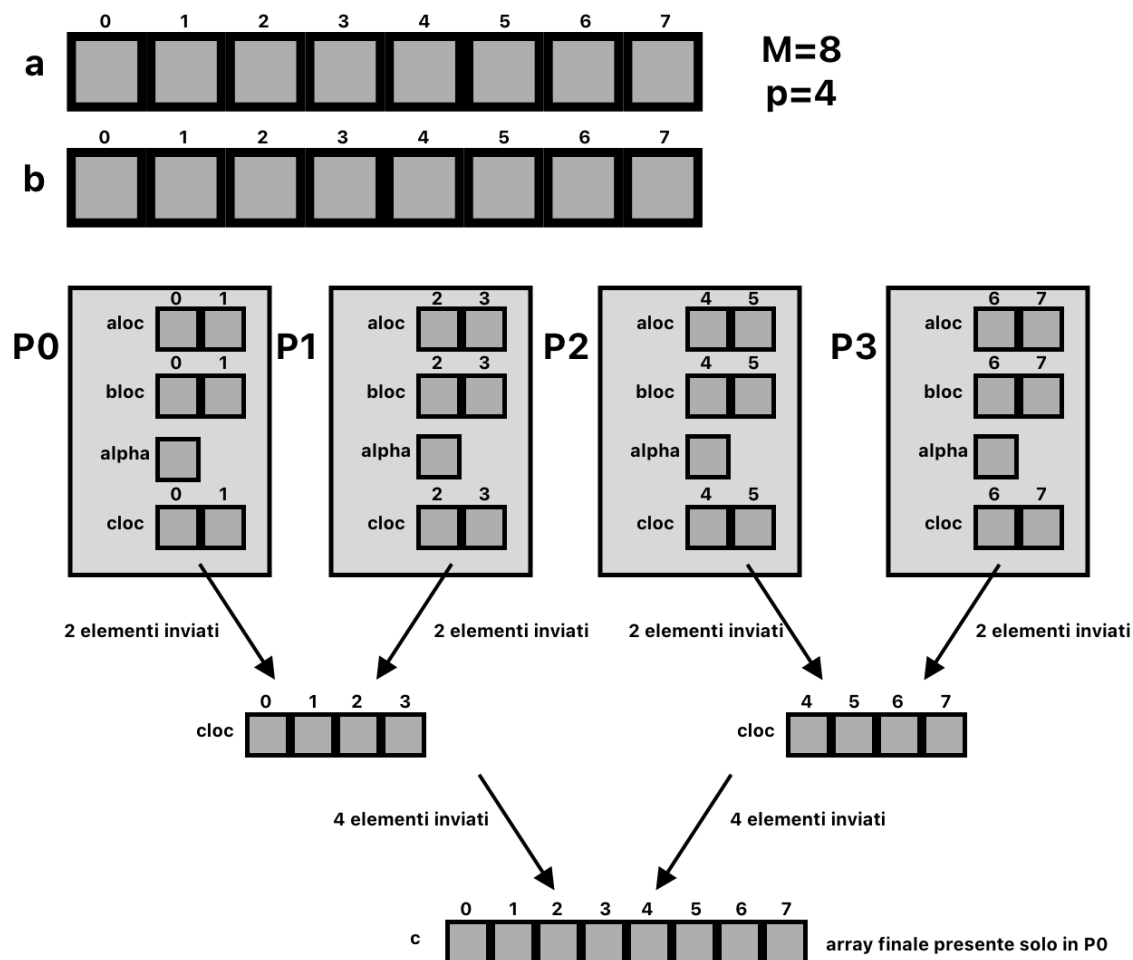 0 1 2 3 4 5 6 7
a
M=8
p=4
0 1 2 3 4 5 6 7
b
P0
0 1
aloc
0 1
bloc
alpha
0 1
cloc
P1
2 3
aloc
2 3
bloc
alpha
2 3
cloc
P2
4 5
aloc
4 5
bloc
alpha
4 5
cloc
P3
6 7
aloc
6 7
bloc
alpha
6 7
cloc
2 elementi inviati
2 elementi inviati
2 elementi inviati
2 elementi inviati
0 1 2 3
cloc
4 5 6 7
cloc
4 elementi inviati
4 elementi inviati
0 1 2 3 4 5 6 7
c
array finale presente solo in P0